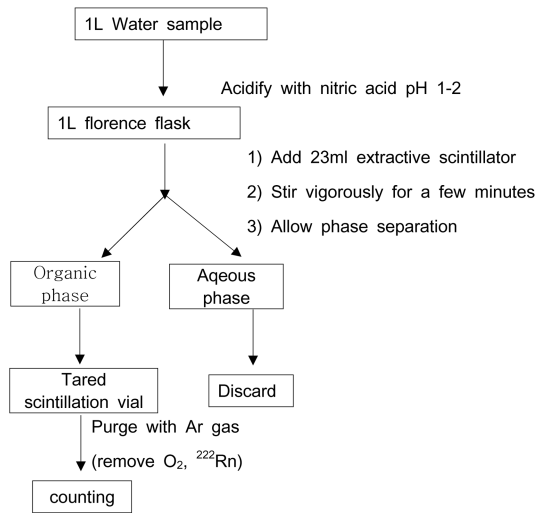 1L Water sample
Acidify with nitric acid pH 1-2
1L florence flask
1) Add 23ml extractive scintillator
2) Stir vigorously for a few minutes
3) Allow phase separation
Organic
phase
Aqeous
phase
Tared
scintillation vial
Discard
Purge with Ar gas
(remove O₂, ²²²Rn)
counting